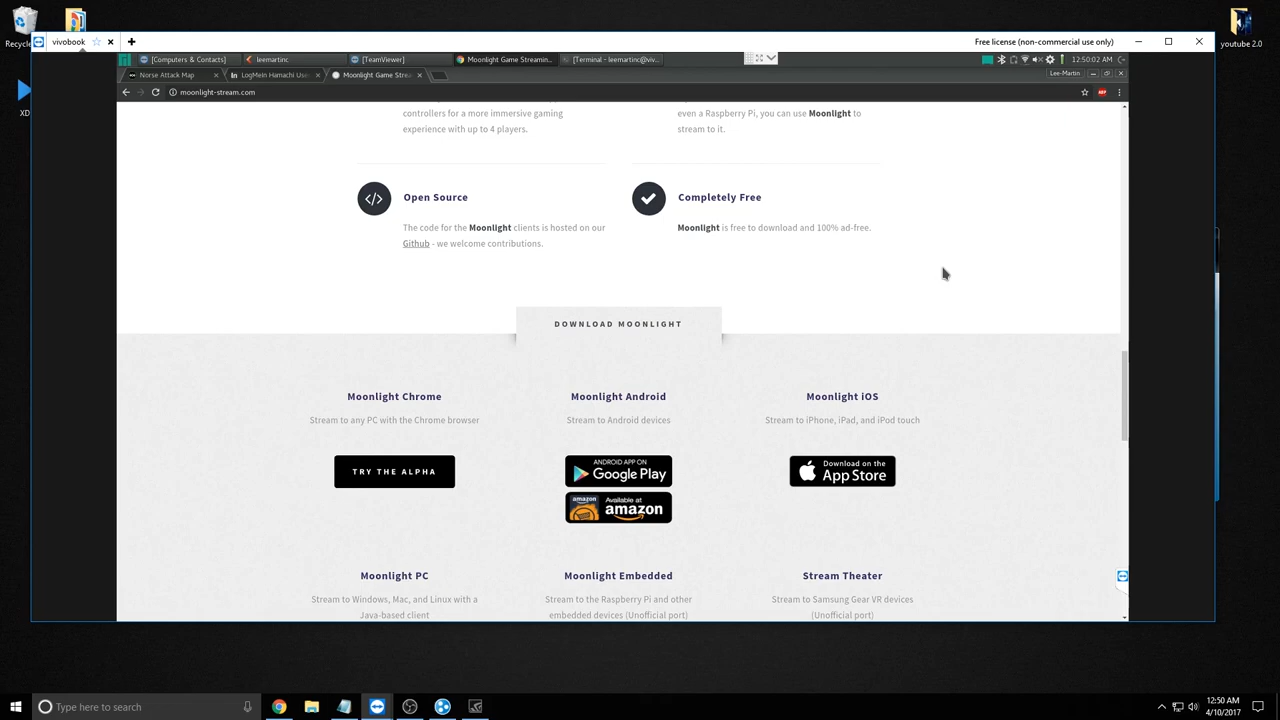 Recycle
youtube 2.0
XD
vivobook
Free license (non-commercial use only)
[Computers & Contacts]
leemartinc
[TeamViewer]
Moonlight Game Streamin...
[Terminal - leemartinc@viv...
12:50:02 AM
Norse Attack Map
LogMeIn Hamachi Use
Moonlight Game Strea
Lee-Martin
moonlight-stream.com
controllers for a more immersive gaming
experience with up to 4 players.
even a Raspberry Pi, you can use Moonlight to
stream to it.
Open Source
The code for the Moonlight clients is hosted on our
Github - we welcome contributions.
Completely Free
Moonlight is free to download and 100% ad-free.
DOWNLOAD MOONLIGHT
Moonlight Chrome
Stream to any PC with the Chrome browser
TRY THE ALPHA
Moonlight Android
Stream to Android devices
ANDROID APP ON
Google Play
Available at
amazon
Moonlight iOS
Stream to iPhone, iPad, and iPod touch
Download on the
App Store
Moonlight PC
Stream to Windows, Mac, and Linux with a
Java-based client
Moonlight Embedded
Stream to the Raspberry Pi and other
embedded devices (Unofficial port)
Stream Theater
Stream to Samsung Gear VR devices
(Unofficial port)
Type here to search
12:50 AM
4/10/2017